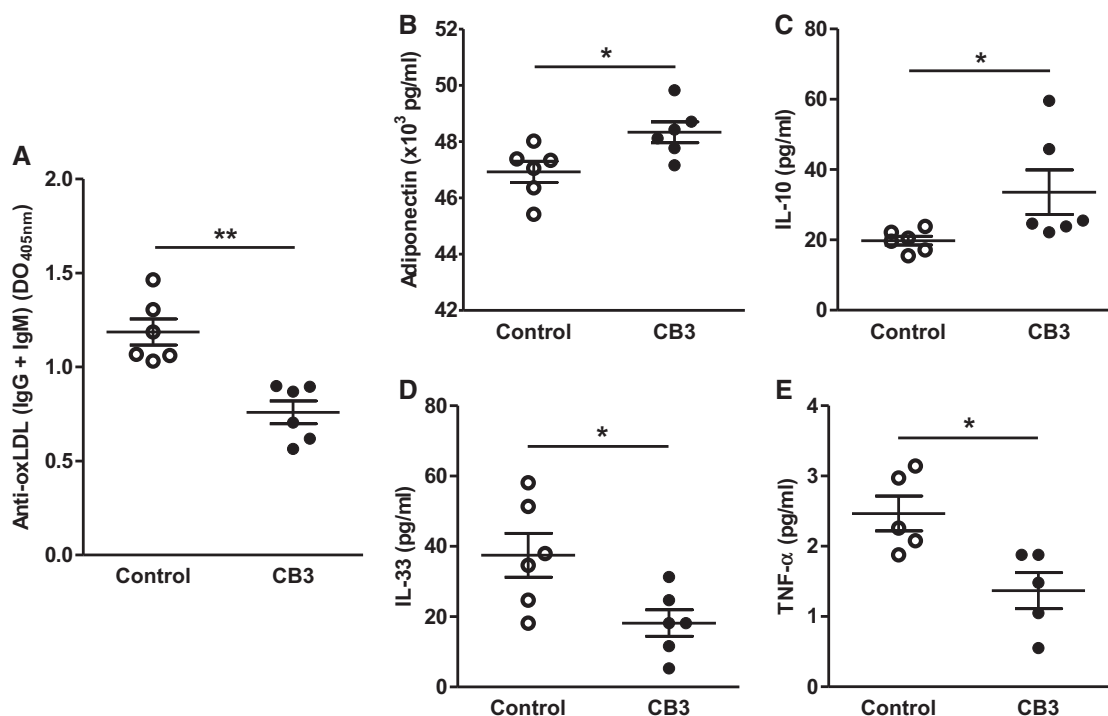 A
Anti-oxLDL (IgG + IgM) (DO405nm)
2.0
1.5
1.0
0.5
0.0
**
Control CB3
B
Adiponectin (x10³ pg/ml)
52
50
48
46
44
42
*
Control CB3
C
IL-10 (pg/ml)
80
60
40
20
0
*
Control CB3
D
IL-33 (pg/ml)
80
60
40
20
0
*
Control CB3
E
TNF-α (pg/ml)
4
3
2
1
0
*
Control CB3